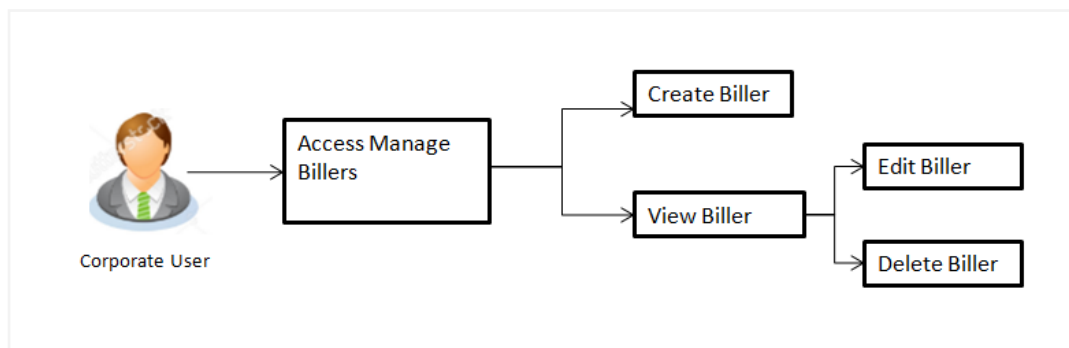 Create Biller
Access Manage
Billers
Edit Biller
View Biller
Corporate User
Delete Biller